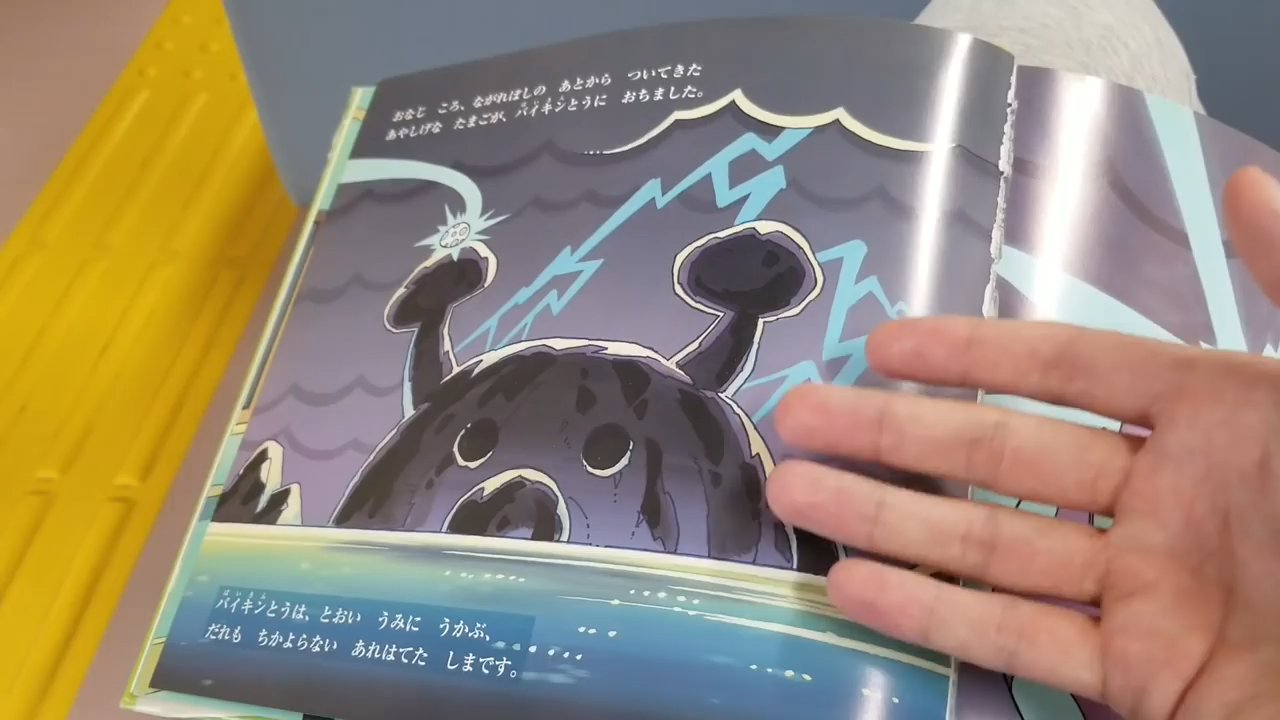 おなじ　ころ、ながれぼしの　あとから　ついてきた
あやしげな　たまごが、バイキンとうに　おちました。
バイキンとうは、とおい　うみに　うかぶ、
だれも　ちかよらない　あれはてた　しまです。